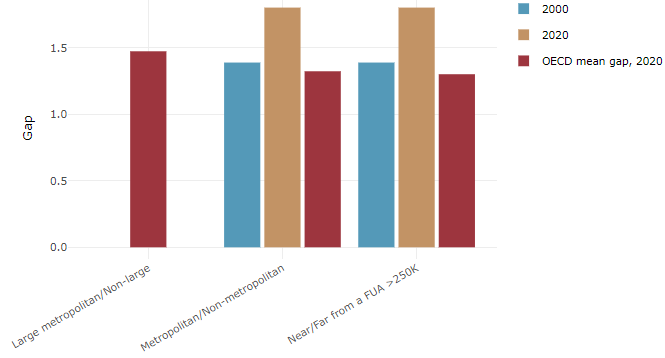 2000
2020
OECD mean gap, 2020
Gap
1.5
1.0
0.5
0.0
Large metropolitan/Non-large
Metropolitan/Non-metropolitan
Near/Far from a FUA >250K